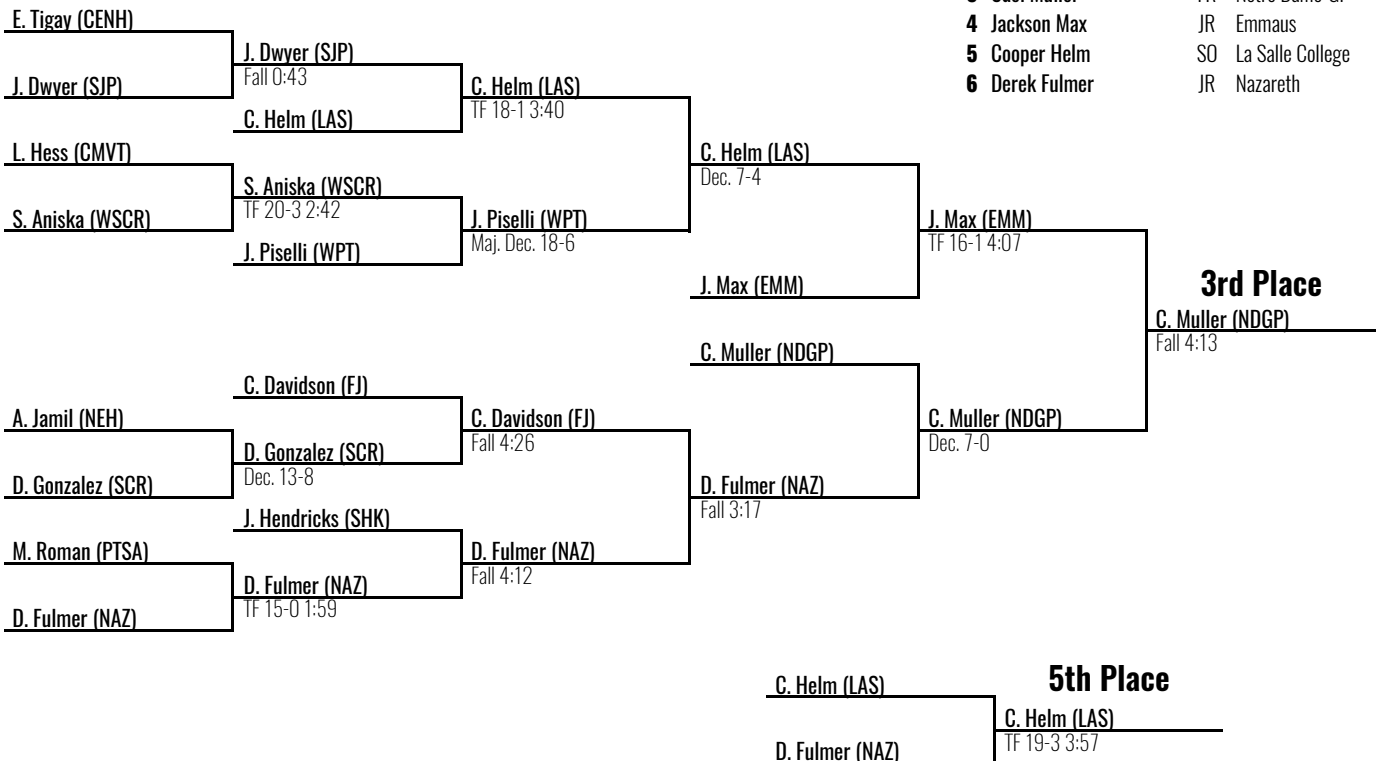 E. Tigay (CENH)
J. Dwyer (SJP)
L. Hess (CMVT)
S. Aniska (WSCR)
A. Jamil (NEH)
D. Gonzalez (SCR)
M. Roman (PTSA)
D. Fulmer (NAZ)
J. Dwyer (SJP)
Fall 0:43
C. Helm (LAS)
S. Aniska (WSCR)
TF 20-3 2:42
J. Piselli (WPT)
C. Davidson (FJ)
D. Gonzalez (SCR)
Dec. 13-8
J. Hendricks (SHK)
D. Fulmer (NAZ)
TF 15-0 1:59
C. Helm (LAS)
TF 18-1 3:40
J. Piselli (WPT)
Maj. Dec. 18-6
C. Davidson (FJ)
Fall 4:26
D. Fulmer (NAZ)
Fall 4:12
C. Helm (LAS)
Dec. 7-4
J. Max (EMM)
C. Muller (NDGP)
D. Fulmer (NAZ)
Fall 3:17
J. Max (EMM)
TF 16-1 4:07
C. Muller (NDGP)
Dec. 7-0
3rd Place
C. Muller (NDGP)
Fall 4:13
4 Jackson Max JR Emmaus
5 Cooper Helm SO La Salle College
6 Derek Fulmer JR Nazareth
5th Place
C. Helm (LAS)
D. Fulmer (NAZ)
C. Helm (LAS)
TF 19-3 3:57